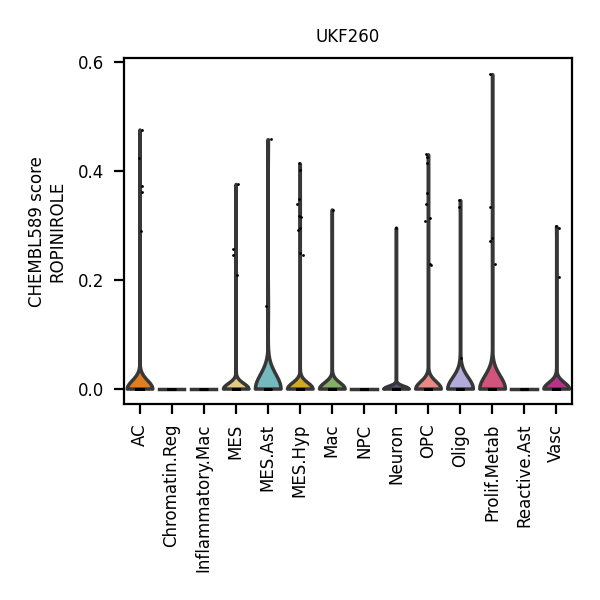 UKF260
CHEMBL589 score
ROPINIROLE
0.6
0.4
0.2
0.0
AC
Chromatin.Reg
Inflammatory.Mac
MES
MES.Ast
MES.Hyp
Mac
NPC
Neuron
OPC
Oligo
Prolif.Metab
Reactive.Ast
Vasc